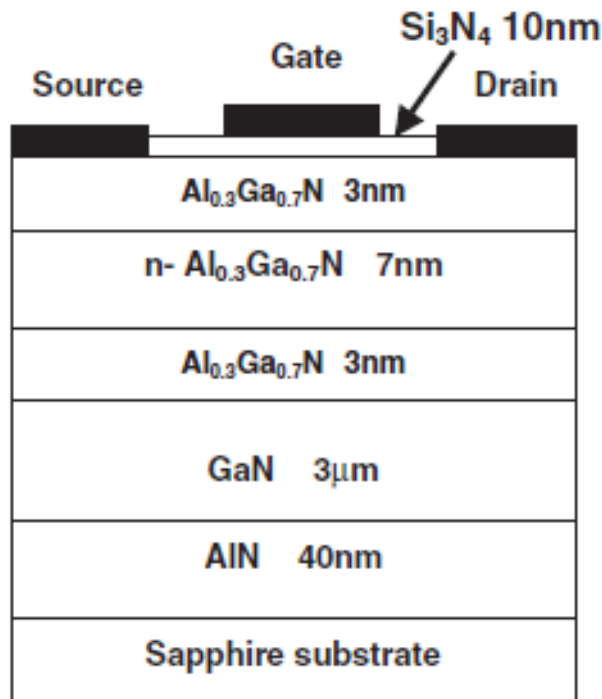 Si₃N₄ 10nm
Gate
Source
Drain
Al₀.₃Ga₀.₇N 3nm
n- Al₀.₃Ga₀.₇N 7nm
Al₀.₃Ga₀.₇N 3nm
GaN 3μm
AlN 40nm
Sapphire substrate